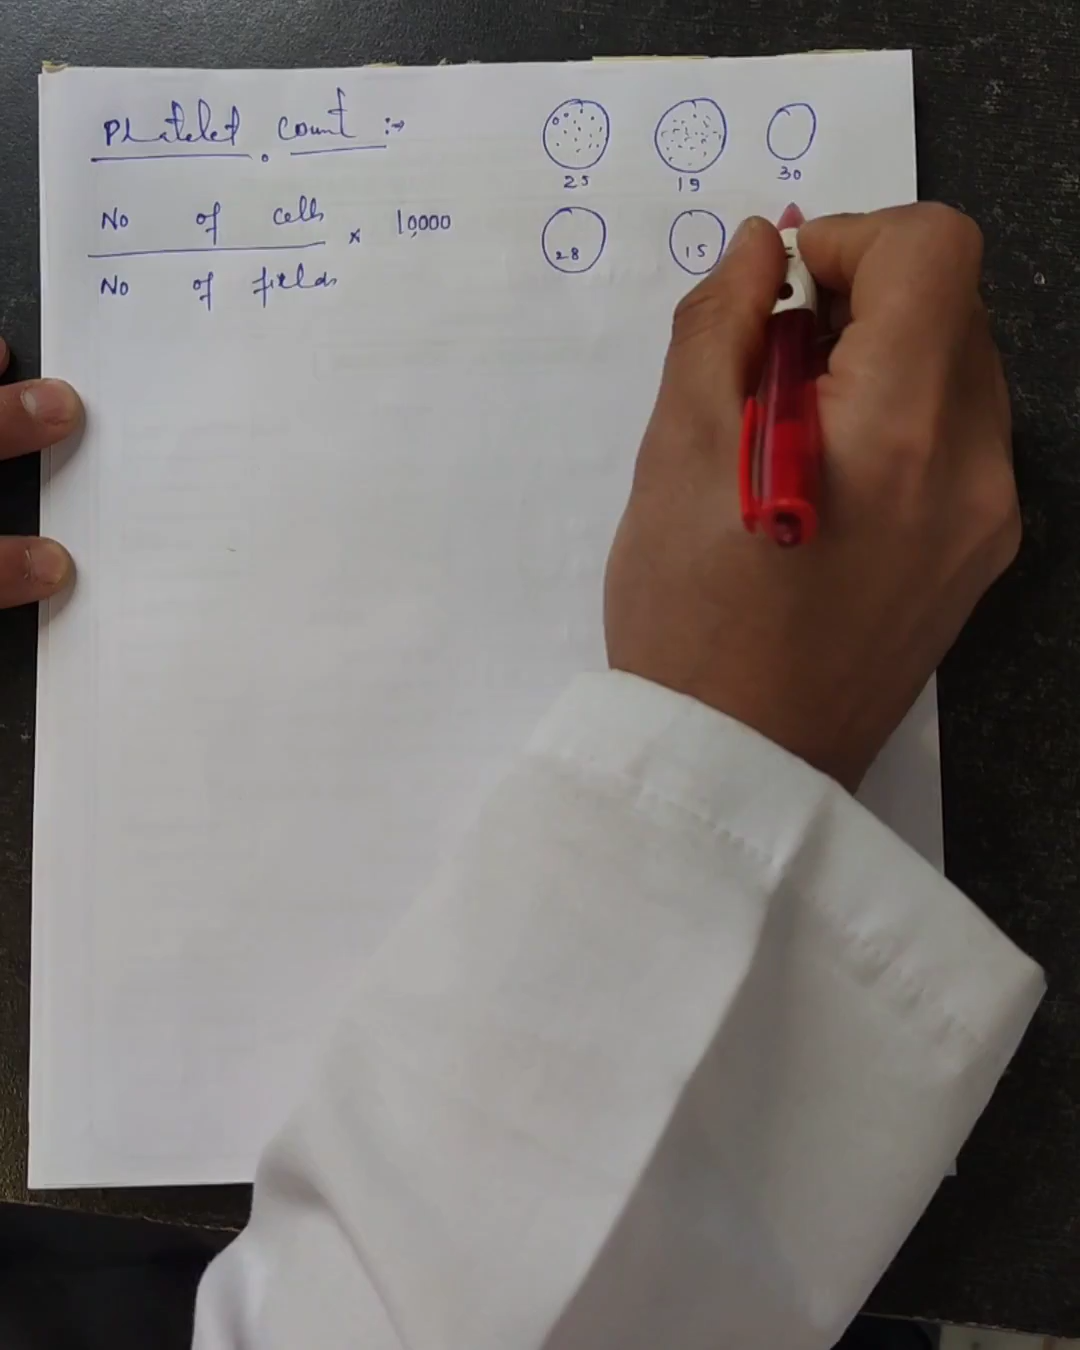 Platelet count :→
No of cells × 10,000
No of fields
25 19 30
28 15